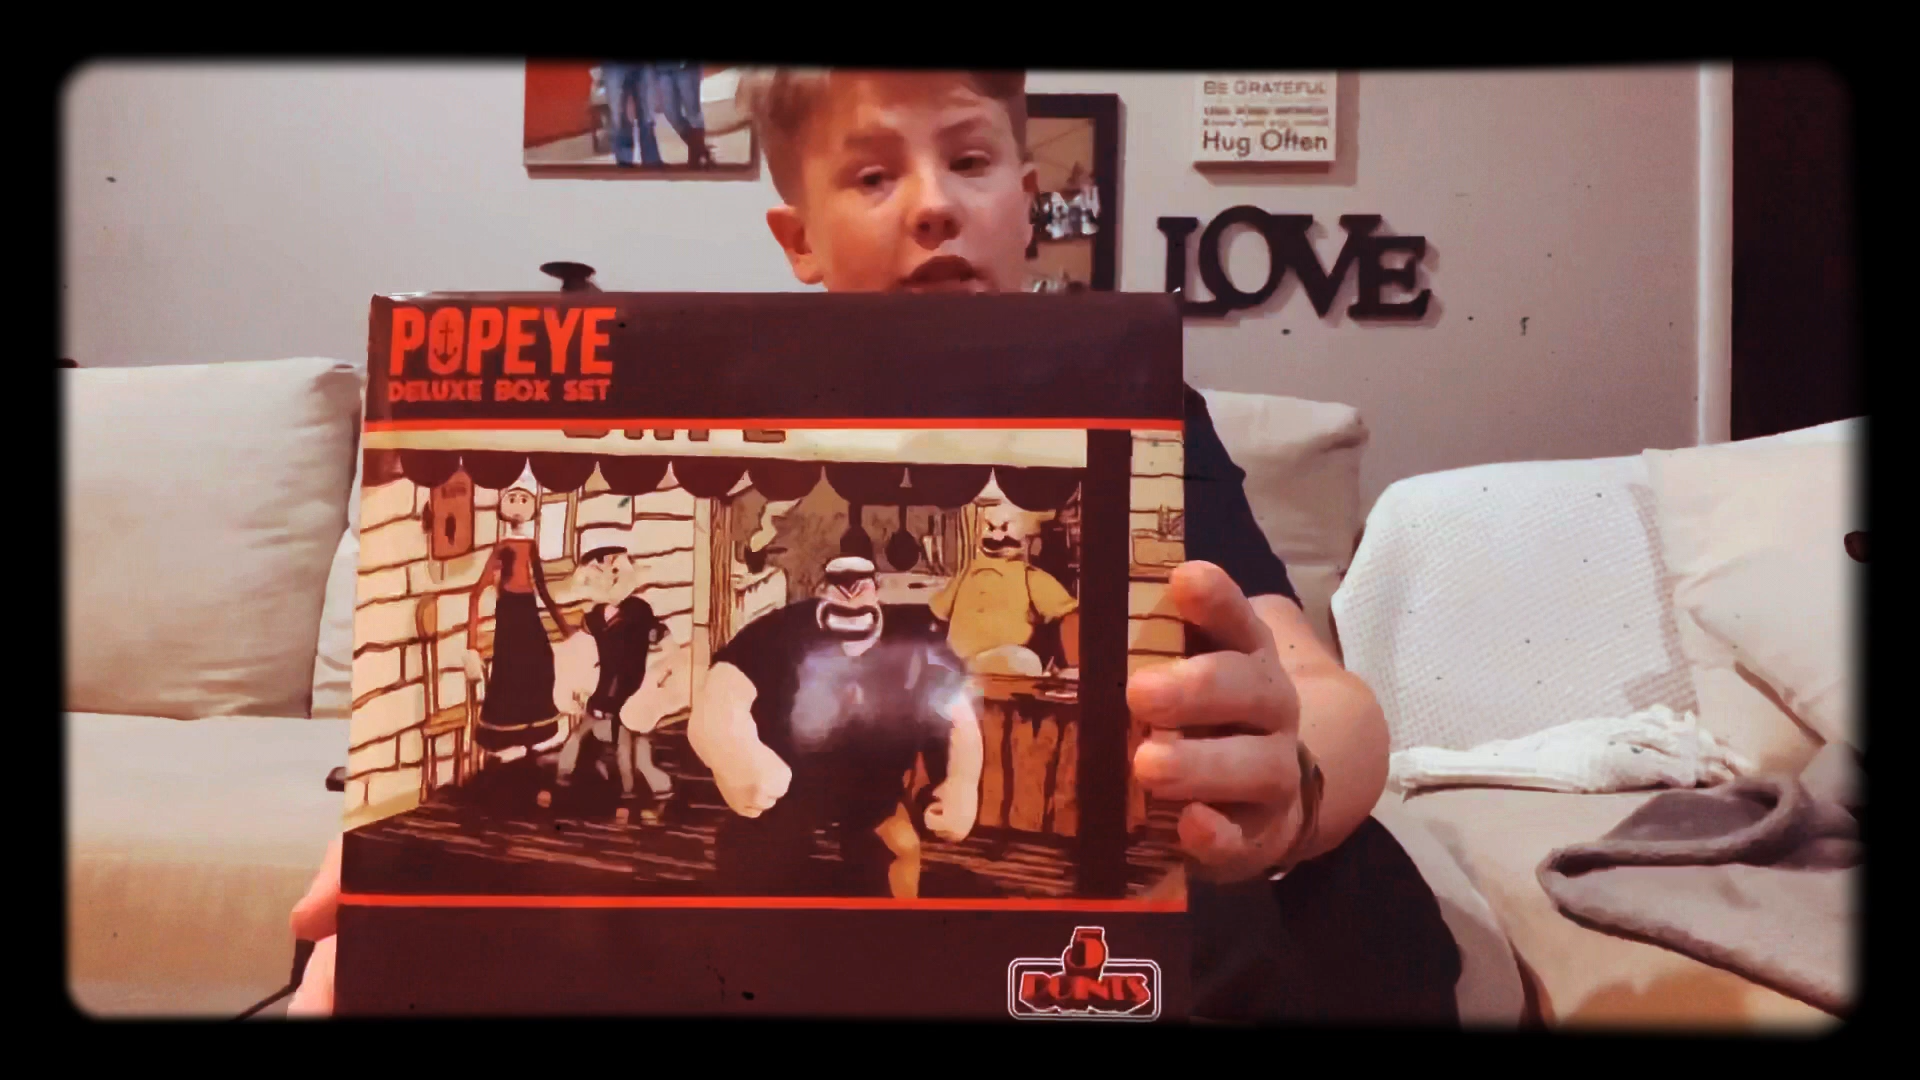 BE GRATEFUL
Hug Often
LOVE
POPEYE
DELUXE BOX SET
5
POINTS